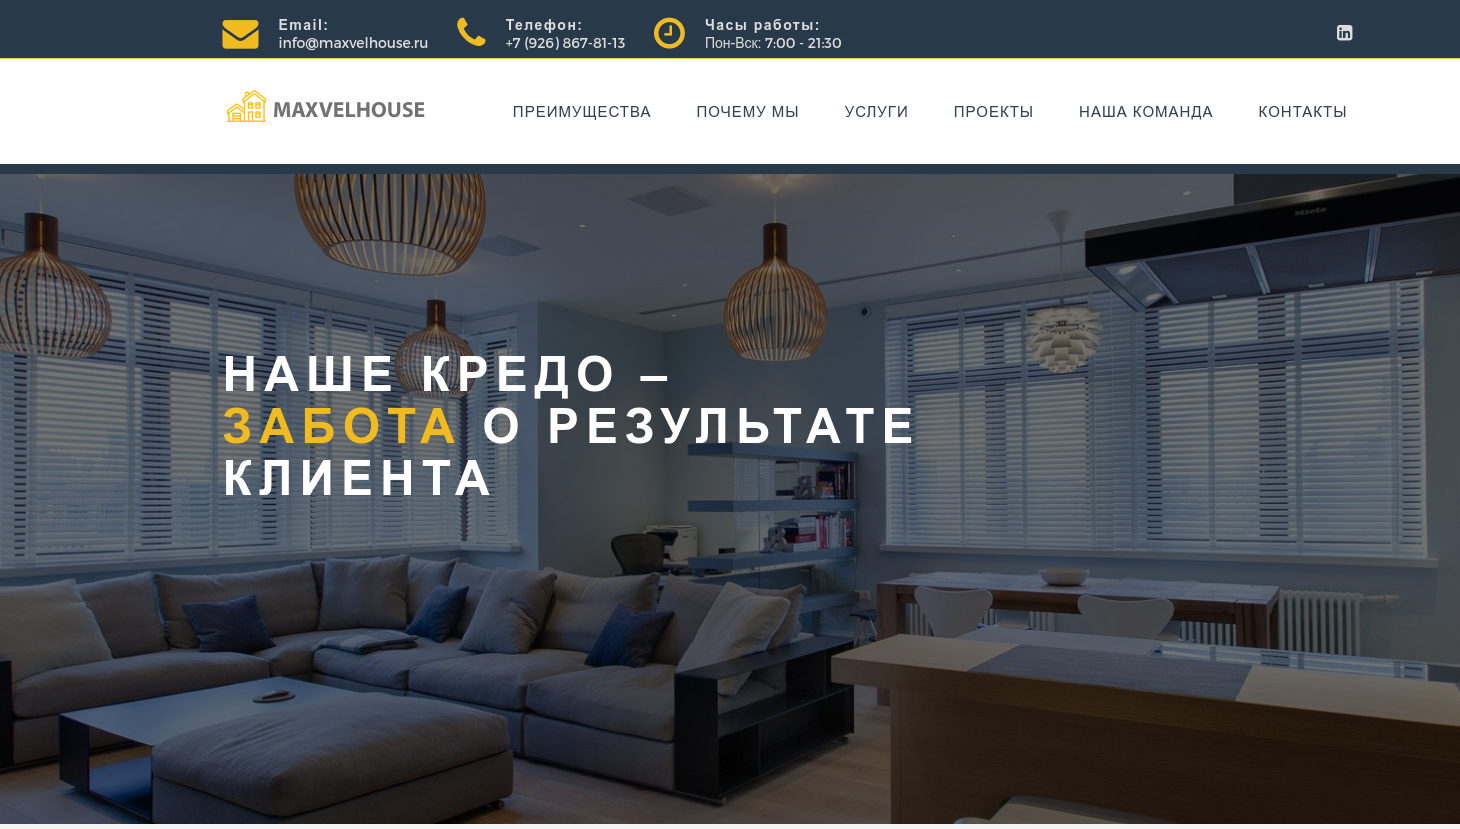 Email:
info@maxvelhouse.ru
Телефон:
+7 (926) 867-81-13
Часы работы:
Пон-Вск: 7:00 - 21:30
MAXVELHOUSE
ПРЕИМУЩЕСТВА ПОЧЕМУ МЫ УСЛУГИ ПРОЕКТЫ НАША КОМАНДА КОНТАКТЫ
Miele
НАШЕ КРЕДО –
ЗАБОТА О РЕЗУЛЬТАТЕ
КЛИЕНТА